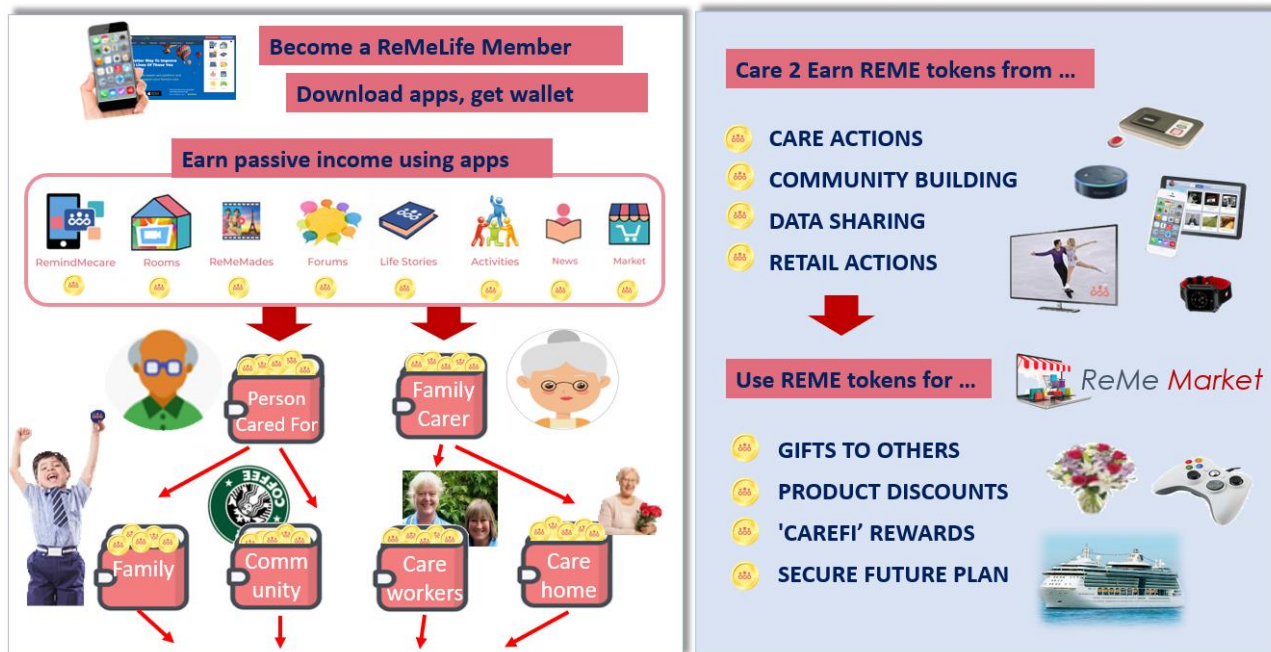 Become a ReMeLife Member
Download apps, get wallet
Earn passive income using apps
RemindMecare
Rooms
ReMeMades
Forums
Life Stories
Activities
News
Market
Person
Cared For
Family
Carer
COFFEE
Family
Comm
unity
Care
workers
Care
home
Care 2 Earn REME tokens from ...
CARE ACTIONS
COMMUNITY BUILDING
DATA SHARING
RETAIL ACTIONS
Use REME tokens for ...
ReMe Market
GIFTS TO OTHERS
PRODUCT DISCOUNTS
'CAREFI’ REWARDS
SECURE FUTURE PLAN